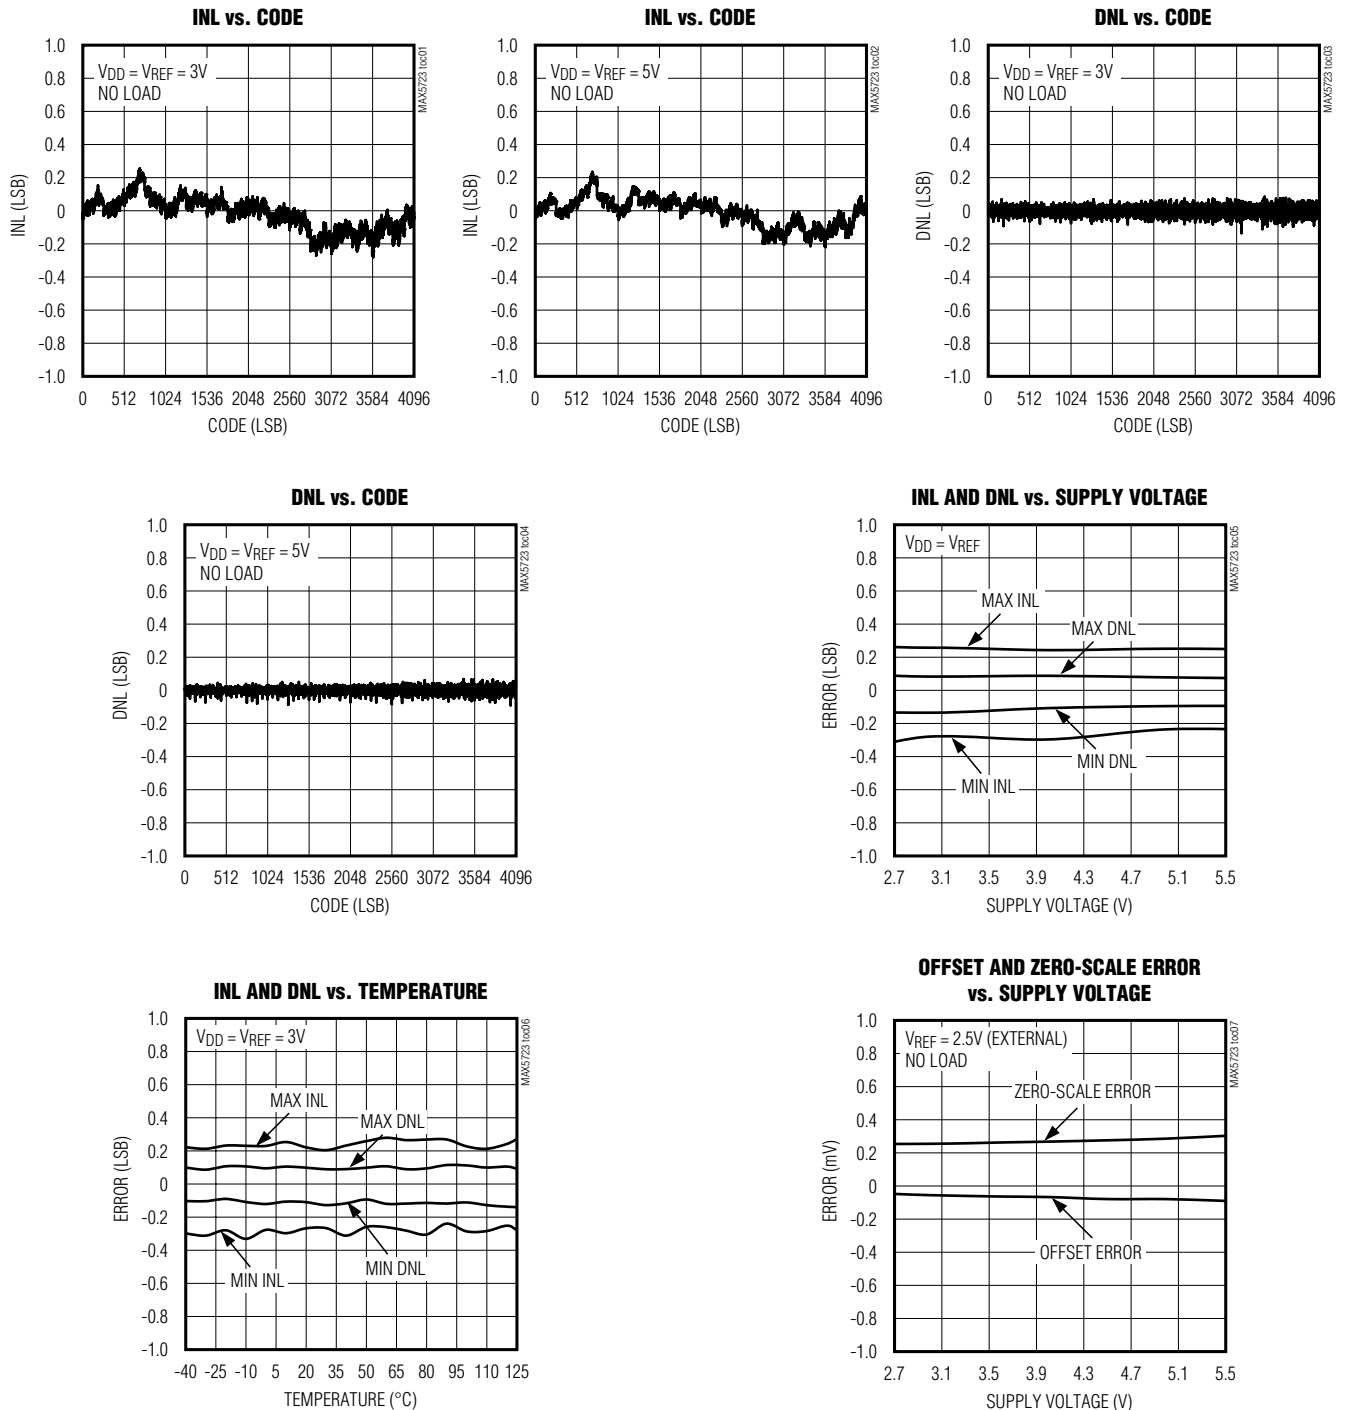 INL vs. CODE
1.0
0.8
0.6
0.4
0.2
0
-0.2
-0.4
-0.6
-0.8
-1.0
INL (LSB)
VDD = VREF = 3V
NO LOAD
MAX5723 toc01
0 512 1024 1536 2048 2560 3072 3584 4096
CODE (LSB)
INL vs. CODE
1.0
0.8
0.6
0.4
0.2
0
-0.2
-0.4
-0.6
-0.8
-1.0
INL (LSB)
VDD = VREF = 5V
NO LOAD
MAX5723 toc02
0 512 1024 1536 2048 2560 3072 3584 4096
CODE (LSB)
DNL vs. CODE
1.0
0.8
0.6
0.4
0.2
0
-0.2
-0.4
-0.6
-0.8
-1.0
DNL (LSB)
VDD = VREF = 3V
NO LOAD
MAX5723 toc03
0 512 1024 1536 2048 2560 3072 3584 4096
CODE (LSB)
DNL vs. CODE
1.0
0.8
0.6
0.4
0.2
0
-0.2
-0.4
-0.6
-0.8
-1.0
DNL (LSB)
VDD = VREF = 5V
NO LOAD
MAX5723 toc04
0 512 1024 1536 2048 2560 3072 3584 4096
CODE (LSB)
INL AND DNL vs. SUPPLY VOLTAGE
1.0
0.8
0.6
0.4
0.2
0
-0.2
-0.4
-0.6
-0.8
-1.0
ERROR (LSB)
VDD = VREF
MAX INL
MAX DNL
MIN DNL
MIN INL
MAX5723 toc05
2.7 3.1 3.5 3.9 4.3 4.7 5.1 5.5
SUPPLY VOLTAGE (V)
INL AND DNL vs. TEMPERATURE
1.0
0.8
0.6
0.4
0.2
0
-0.2
-0.4
-0.6
-0.8
-1.0
ERROR (LSB)
VDD = VREF = 3V
MAX INL
MAX DNL
MIN DNL
MIN INL
MAX5723 toc06
-40 -25 -10 5 20 35 50 65 80 95 110 125
TEMPERATURE (°C)
OFFSET AND ZERO-SCALE ERROR
vs. SUPPLY VOLTAGE
1.0
0.8
0.6
0.4
0.2
0
-0.2
-0.4
-0.6
-0.8
-1.0
ERROR (mV)
VREF = 2.5V (EXTERNAL)
NO LOAD
ZERO-SCALE ERROR
OFFSET ERROR
MAX5723 toc07
2.7 3.1 3.5 3.9 4.3 4.7 5.1 5.5
SUPPLY VOLTAGE (V)